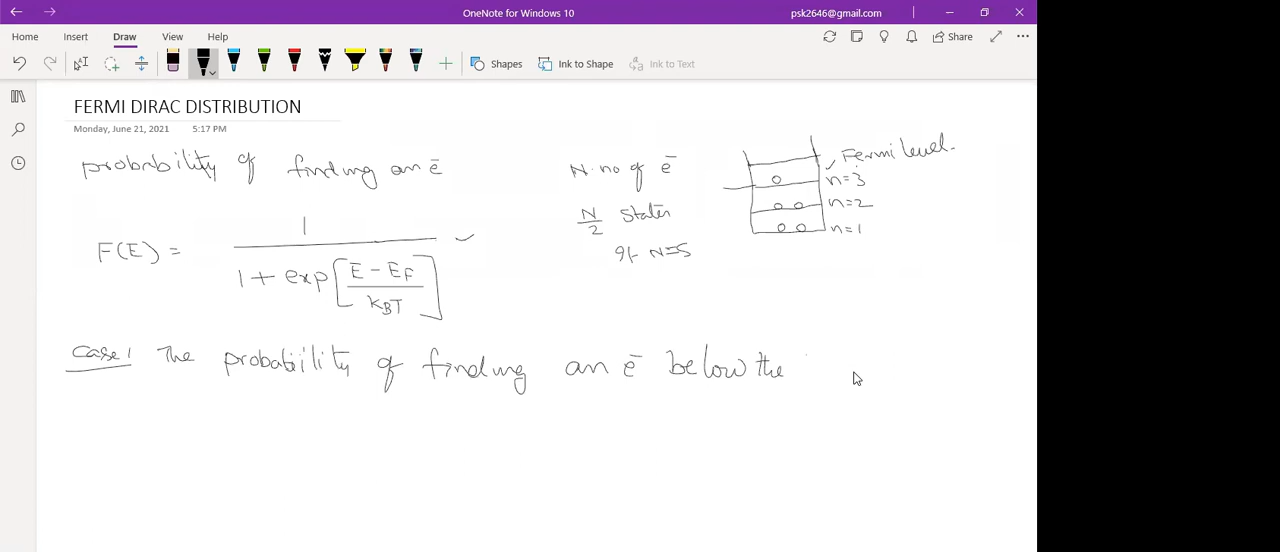 OneNote for Windows 10
psk2646@gmail.com
Home Insert Draw View Help
Share
Shapes Ink to Shape Ink to Text
FERMI DIRAC DISTRIBUTION
Monday, June 21, 2021 5:17 PM
probability of finding an ē
F(E) = 1 / 1 + exp[E - EF / KBT]
N. no of ē
N/2 states
If N=5
Fermi level.
n=3
n=2
n=1
Case 1 The probability of finding an ē below the